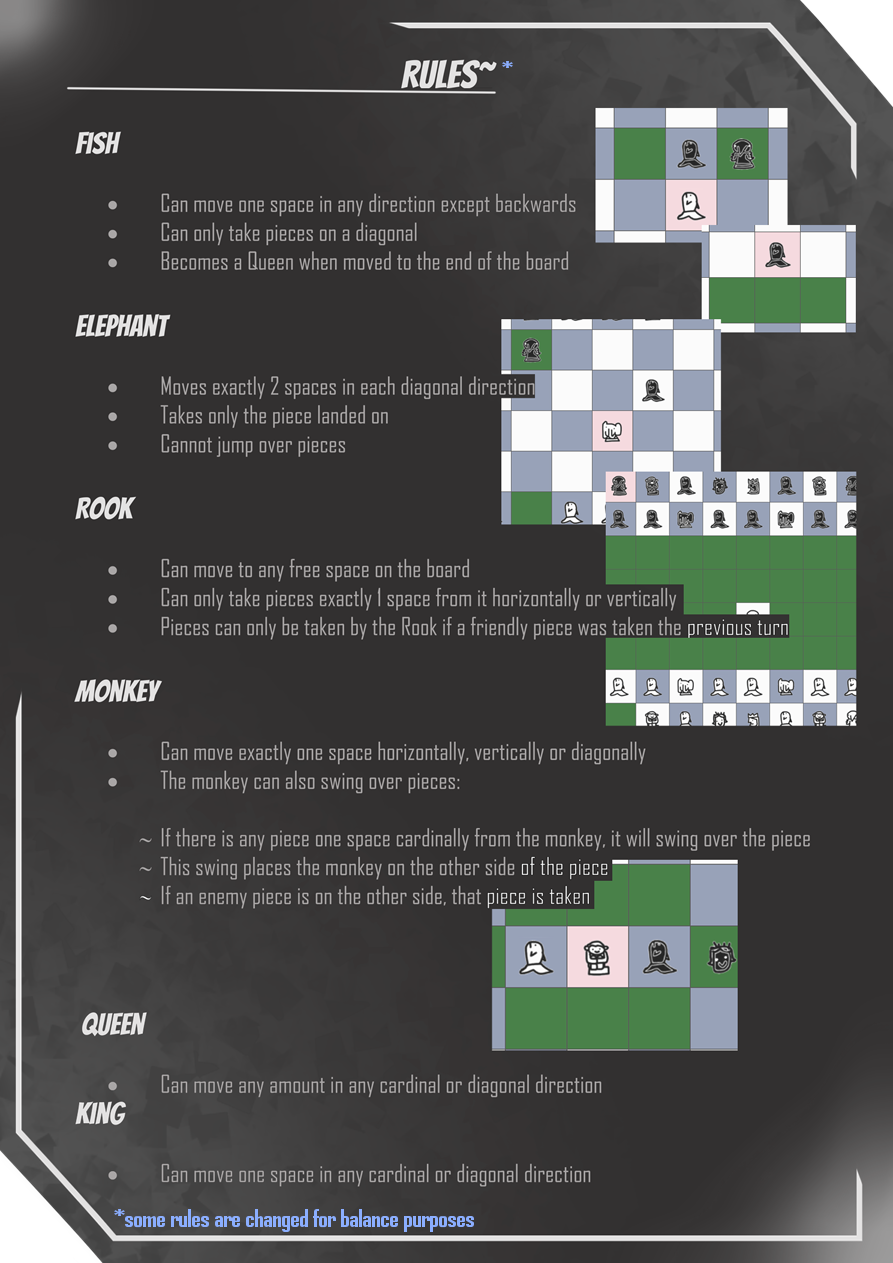 RULES~ *
FISH
● Can move one space in any direction except backwards
● Can only take pieces on a diagonal
● Becomes a Queen when moved to the end of the board
ELEPHANT
● Moves exactly 2 spaces in each diagonal direction
● Takes only the piece landed on
● Cannot jump over pieces
ROOK
● Can move to any free space on the board
● Can only take pieces exactly 1 space from it horizontally or vertically
● Pieces can only be taken by the Rook if a friendly piece was taken the previous turn
MONKEY
● Can move exactly one space horizontally, vertically or diagonally
● The monkey can also swing over pieces:
~ If there is any piece one space cardinally from the monkey, it will swing over the piece
~ This swing places the monkey on the other side of the piece
~ If an enemy piece is on the other side, that piece is taken
QUEEN
● Can move any amount in any cardinal or diagonal direction
KING
● Can move one space in any cardinal or diagonal direction
*some rules are changed for balance purposes